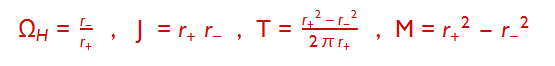 Ω_H = r₋/r₊ , J = r₊ r₋ , T = (r₊² − r₋²)/(2 π r₊) , M = r₊² − r₋²